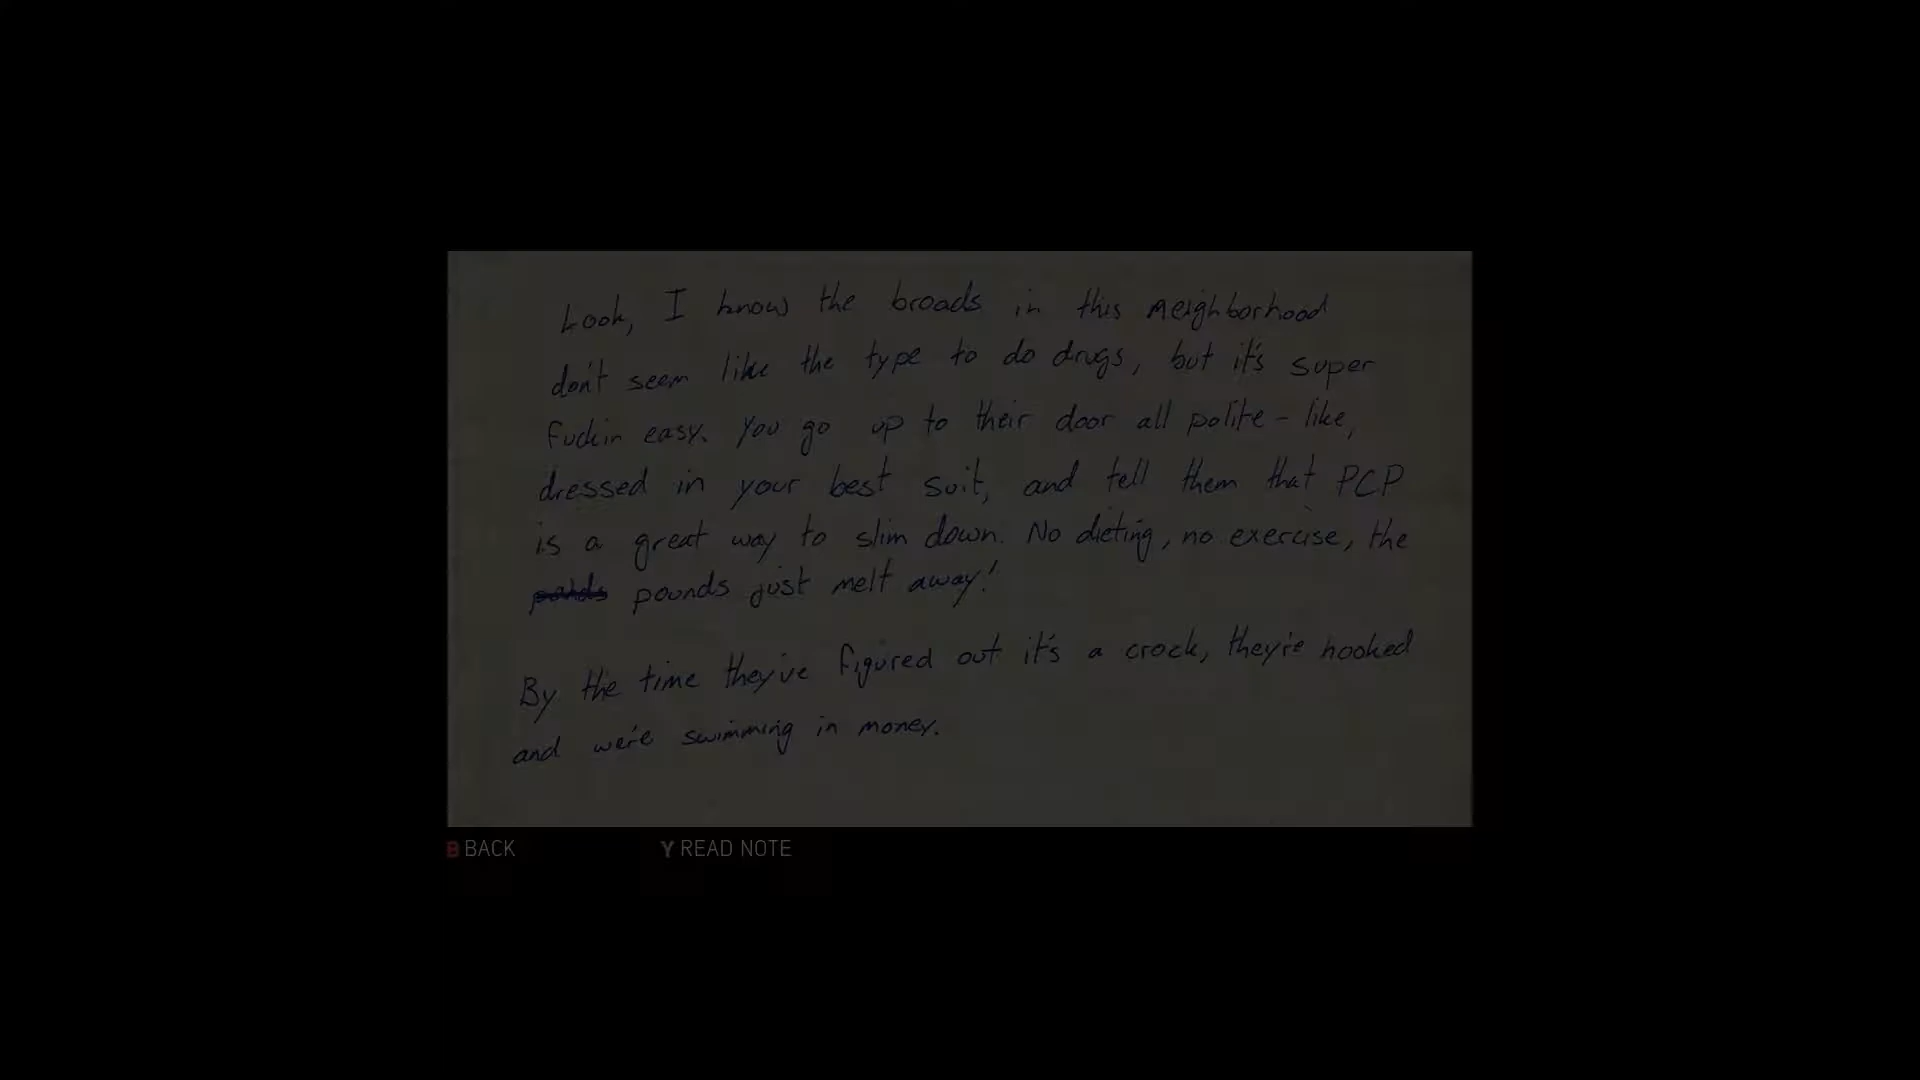 Look, I know the broads in this neighborhood
don't seem like the type to do drugs, but it's super
fuckin easy. You go up to their door all polite-like,
dressed in your best suit, and tell them that PCP
is a great way to slim down. No dieting, no exercise, the
pounds just melt away!
By the time they've figured out it's a crock, they're hooked
and we're swimming in money.
B BACK Y READ NOTE